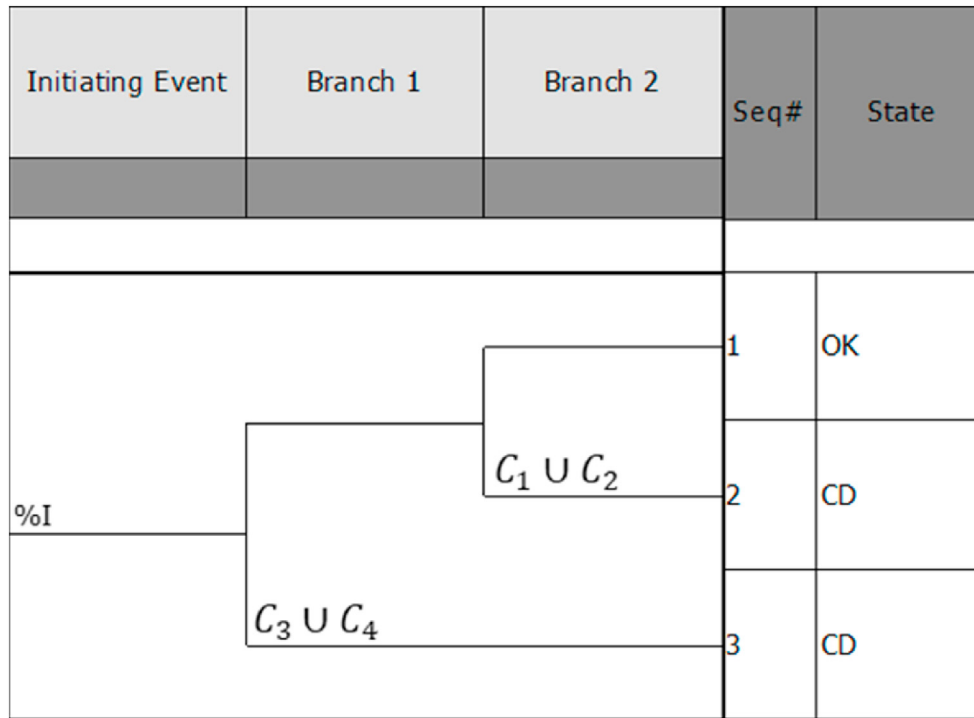 Initiating Event Branch 1 Branch 2 Seq# State
1 OK
C₁ ∪ C₂
2 CD
%I
C₃ ∪ C₄
3 CD